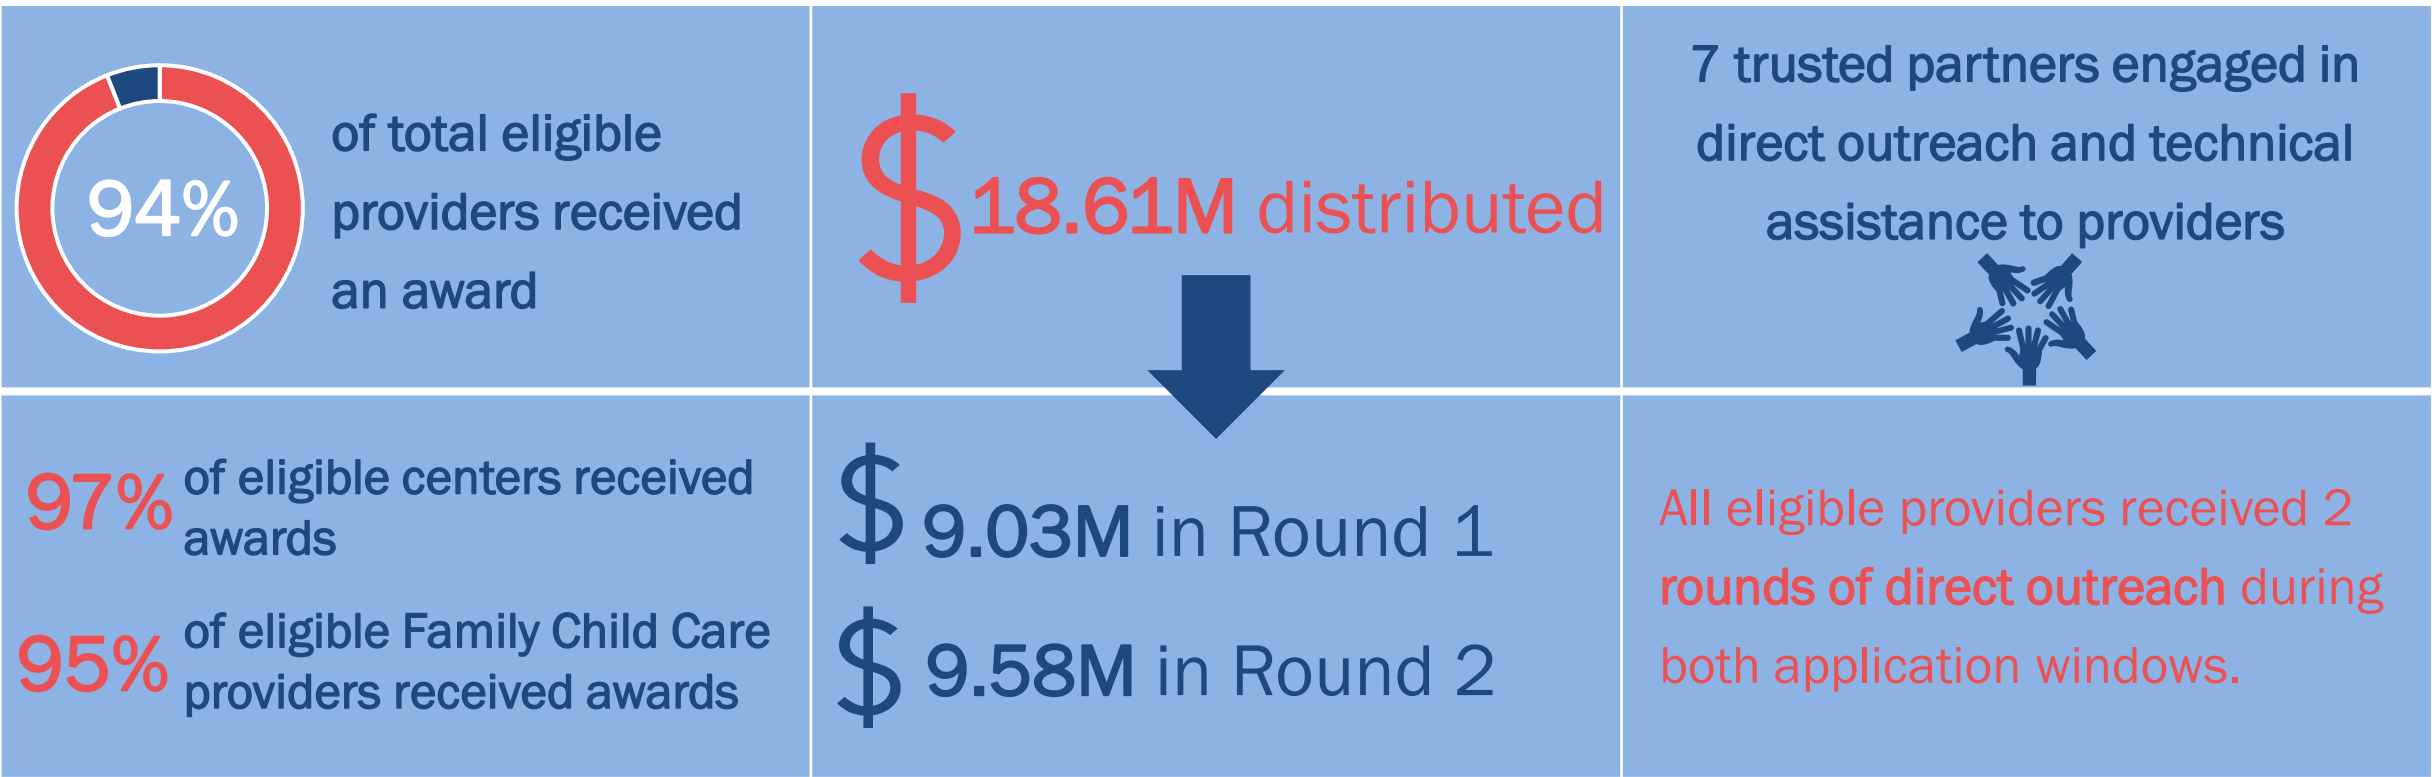 94%
of total eligible
providers received
an award
$18.61M distributed
7 trusted partners engaged in
direct outreach and technical
assistance to providers
97% of eligible centers received
awards
95% of eligible Family Child Care
providers received awards
$9.03M in Round 1
$9.58M in Round 2
All eligible providers received 2
rounds of direct outreach during
both application windows.